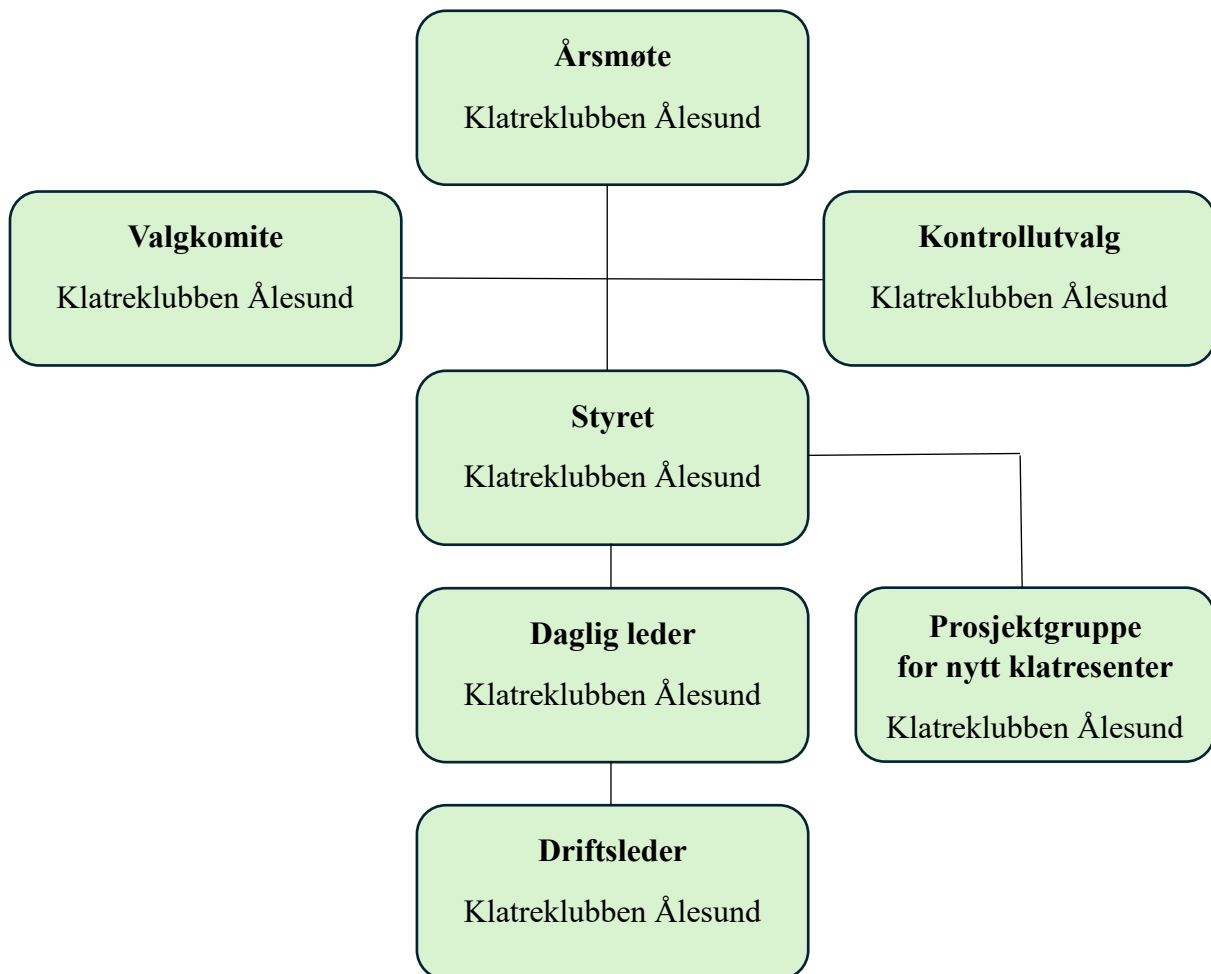 Årsmøte
Klatreklubben Ålesund
Valgkomite
Klatreklubben Ålesund
Kontrollutvalg
Klatreklubben Ålesund
Styret
Klatreklubben Ålesund
Daglig leder
Klatreklubben Ålesund
Prosjektgruppe
for nytt klatresenter
Klatreklubben Ålesund
Driftsleder
Klatreklubben Ålesund